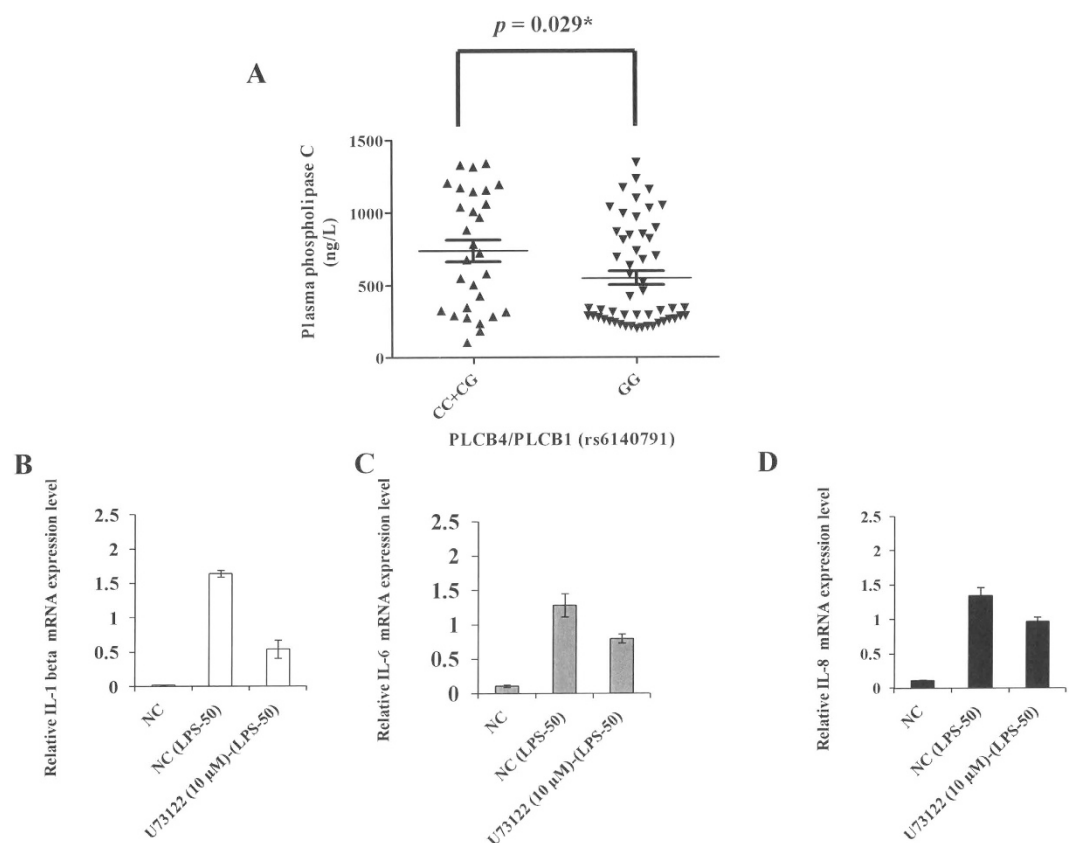 p = 0.029*
A
Plasma phospholipase C
(ng/L)
1500
1000
500
0
CC+CG
GG
PLCB4/PLCB1 (rs6140791)
B
Relative IL-1 beta mRNA expression level
2.5
2
1.5
1
0.5
0
NC
NC (LPS-50)
U73122 (10 μM)-(LPS-50)
C
Relative IL-6 mRNA expression level
2.5
2
1.5
1
0.5
0
NC
NC (LPS-50)
U73122 (10 μM)-(LPS-50)
D
Relative IL-8 mRNA expression level
2.5
2
1.5
1
0.5
0
NC
NC (LPS-50)
U73122 (10 μM)-(LPS-50)